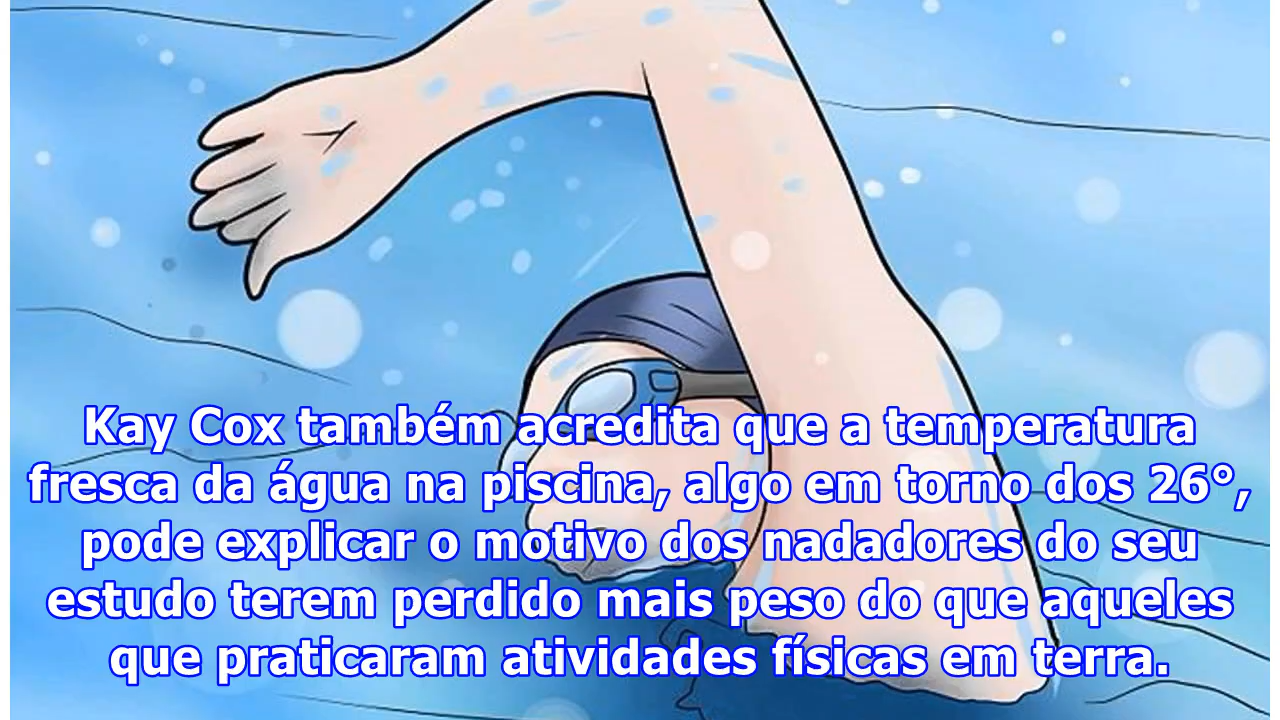 Kay Cox também acredita que a temperatura
fresca da água na piscina, algo em torno dos 26°,
pode explicar o motivo dos nadadores do seu
estudo terem perdido mais peso do que aqueles
que praticaram atividades físicas em terra.